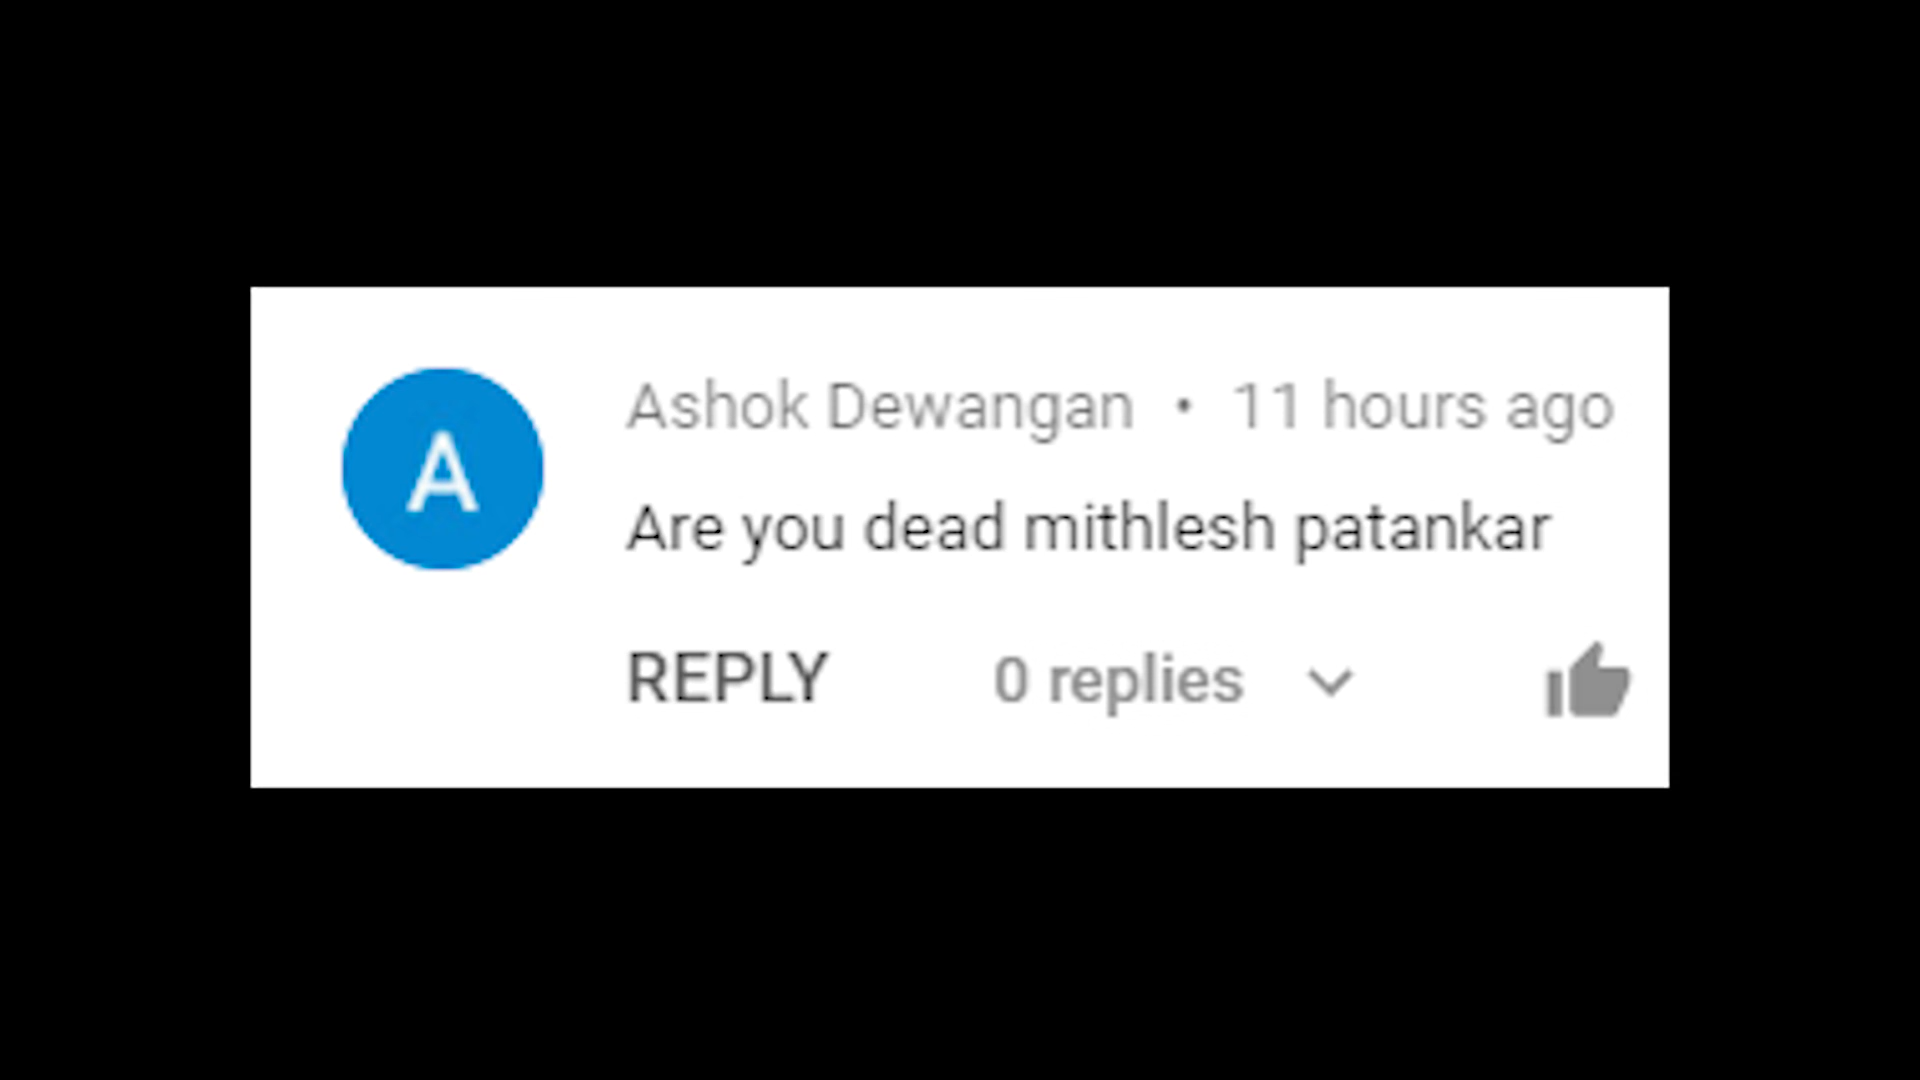 A
Ashok Dewangan • 11 hours ago
Are you dead mithlesh patankar
REPLY 0 replies